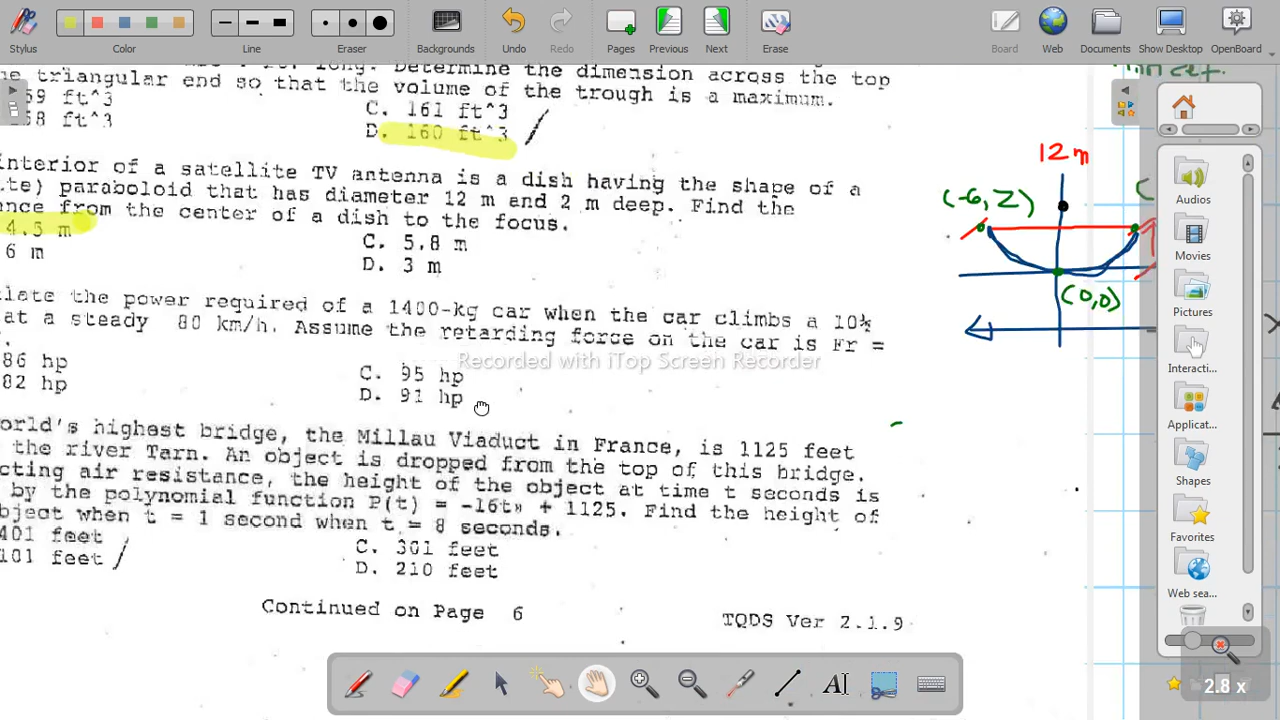 Stylus
Color
Line
Eraser
Backgrounds
Undo
Redo
Pages
Previous
Next
Erase
Board
Web
Documents
Show Desktop
OpenBoard
long. Determine the dimension across the top
e triangular end so that the volume of the trough is a maximum.
59 ft^3
C. 161 ft^3
58 ft^3
D. 160 ft^3
interior of a satellite TV antenna is a dish having the shape of a
ite) paraboloid that has diameter 12 m and 2 m deep. Find the
ance from the center of a dish to the focus.
4.5 m
C. 5.8 m
6 m
D. 3 m
late the power required of a 1400-kg car when the car climbs a 10%
at a steady 80 km/h. Assume the retarding force on the car is Fr =
86 hp
C. 95 hp
82 hp
D. 91 hp
orld's highest bridge, the Millau Viaduct in France, is 1125 feet
the river Tarn. An object is dropped from the top of this bridge.
cting air resistance, the height of the object at time t seconds is
by the polynomial function P(t) = -16t» + 1125. Find the height of
bject when t = 1 second when t = 8 seconds.
401 feet
C. 301 feet
101 feet
D. 210 feet
Continued on Page 6
TQDS Ver 2.1.9
12 m
(-6,2)
(
(0,0)
Recorded with iTop Screen Recorder
Audios
Movies
Pictures
Interacti...
Applicat...
Shapes
Favorites
Web sea...
2.8 x